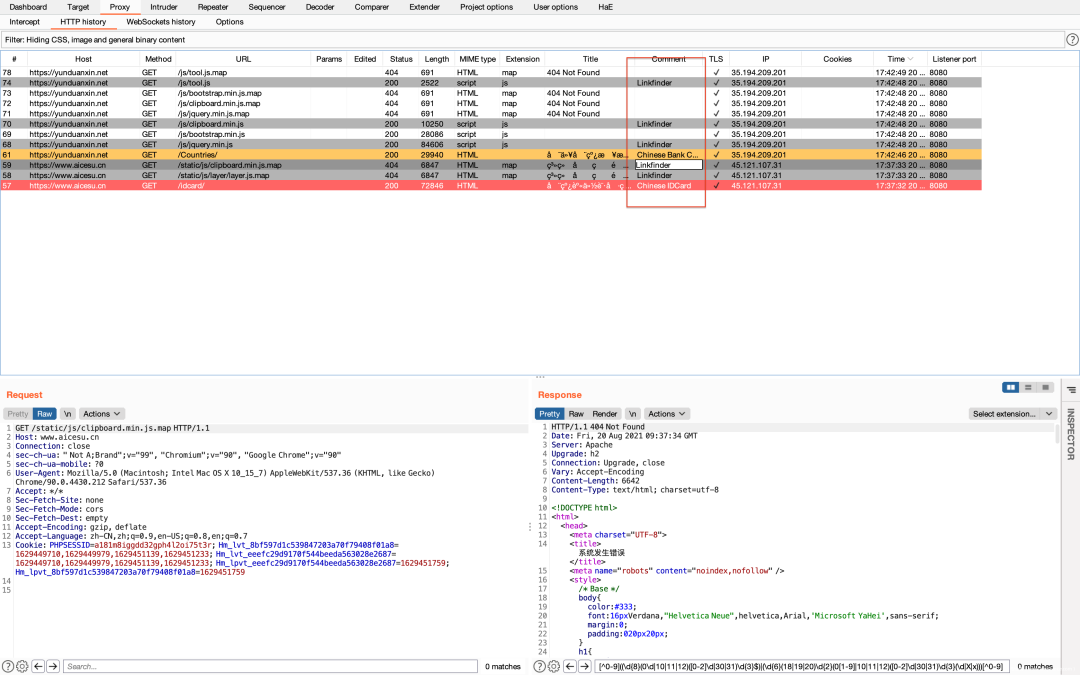 Dashboard Target Proxy Intruder Repeater Sequencer Decoder Comparer Extender Project options User options HaE
Intercept HTTP history WebSockets history Options
Filter: Hiding CSS, image and general binary content
# Host Method URL Params Edited Status Length MIME type Extension Title Comment TLS IP Cookies Time Listener port
78 https://yunduanxin.net GET /js/tool.js.map 404 691 HTML map 404 Not Found ✓ 35.194.209.201 17:42:49 20 ... 8080
74 https://yunduanxin.net GET /js/tool.js 200 2522 script js Linkfinder ✓ 35.194.209.201 17:42:48 20 ... 8080
73 https://yunduanxin.net GET /js/bootstrap.min.js.map 404 691 HTML map 404 Not Found ✓ 35.194.209.201 17:42:48 20 ... 8080
72 https://yunduanxin.net GET /js/clipboard.min.js.map 404 691 HTML map 404 Not Found ✓ 35.194.209.201 17:42:48 20 ... 8080
71 https://yunduanxin.net GET /js/jquery.min.js.map 404 691 HTML map 404 Not Found ✓ 35.194.209.201 17:42:48 20 ... 8080
70 https://yunduanxin.net GET /js/clipboard.min.js 200 10250 script js Linkfinder ✓ 35.194.209.201 17:42:48 20 ... 8080
69 https://yunduanxin.net GET /js/bootstrap.min.js 200 28086 script js ✓ 35.194.209.201 17:42:48 20 ... 8080
68 https://yunduanxin.net GET /js/jquery.min.js 200 84606 script js Linkfinder ✓ 35.194.209.201 17:42:48 20 ... 8080
61 https://yunduanxin.net GET /Countries/ 200 29940 HTML Chinese Bank C... ✓ 35.194.209.201 17:42:46 20 ... 8080
59 https://www.aicesu.cn GET /static/js/clipboard.min.js.map 404 6847 HTML map Linkfinder ✓ 45.121.107.31 17:37:33 20 ... 8080
58 https://www.aicesu.cn GET /static/js/layer/layer.js.map 404 6847 HTML map Linkfinder ✓ 45.121.107.31 17:37:33 20 ... 8080
57 https://www.aicesu.cn GET /idcard/ 200 72846 HTML Chinese IDCard ✓ 45.121.107.31 17:37:32 20 ... 8080
Request
Pretty Raw \n Actions
1 GET /static/js/clipboard.min.js.map HTTP/1.1
2 Host: www.aicesu.cn
3 Connection: close
4 sec-ch-ua: " Not A;Brand";v="99", "Chromium";v="90", "Google Chrome";v="90"
5 sec-ch-ua-mobile: ?0
6 User-Agent: Mozilla/5.0 (Macintosh; Intel Mac OS X 10_15_7) AppleWebKit/537.36 (KHTML, like Gecko)
Chrome/90.0.4430.212 Safari/537.36
7 Accept: */*
8 Sec-Fetch-Site: none
9 Sec-Fetch-Mode: cors
10 Sec-Fetch-Dest: empty
11 Accept-Encoding: gzip, deflate
12 Accept-Language: zh-CN,zh;q=0.9,en-US;q=0.8,en;q=0.7
13 Cookie: PHPSESSID=a181m8iggdd32gph4l2oi75t3r; Hm_lvt_8bf597d1c539847203a70f79408f01a8=
1629449710,1629449979,1629451139,1629451233; Hm_lvt_eeefc29d9170f544beeda563028e2687=
1629449710,1629449979,1629451139,1629451233; Hm_lpvt_eeefc29d9170f544beeda563028e2687=1629451759;
Hm_lpvt_8bf597d1c539847203a70f79408f01a8=1629451759
14
15
Search...
0 matches
Response
Pretty Raw Render \n Actions Select extension...
1 HTTP/1.1 404 Not Found
2 Date: Fri, 20 Aug 2021 09:37:34 GMT
3 Server: Apache
4 Upgrade: h2
5 Connection: Upgrade, close
6 Vary: Accept-Encoding
7 Content-Length: 6642
8 Content-Type: text/html; charset=utf-8
9
10 <!DOCTYPE html>
11 <html>
12 <head>
13 <meta charset="UTF-8">
14 <title>
系统发生错误
</title>
15 <meta name="robots" content="noindex,nofollow" />
16 <style>
17 /* Base */
18 body{
19 color:#333;
20 font:16pxVerdana,"Helvetica Neue",helvetica,Arial,'Microsoft YaHei',sans-serif;
21 margin:0;
22 padding:020px20px;
23 }
24 h1{
[^0-9]((\d{8}(0\d|10|11|12)([0-2]\d|30|31)\d{3}$)|(\d{6}(18|19|20)\d{2}(0[1-9]|10|11|12)([0-2]\d|30|31)\d{3}(\d|X|x)))[^0-9]
0 matches
INSPECTOR